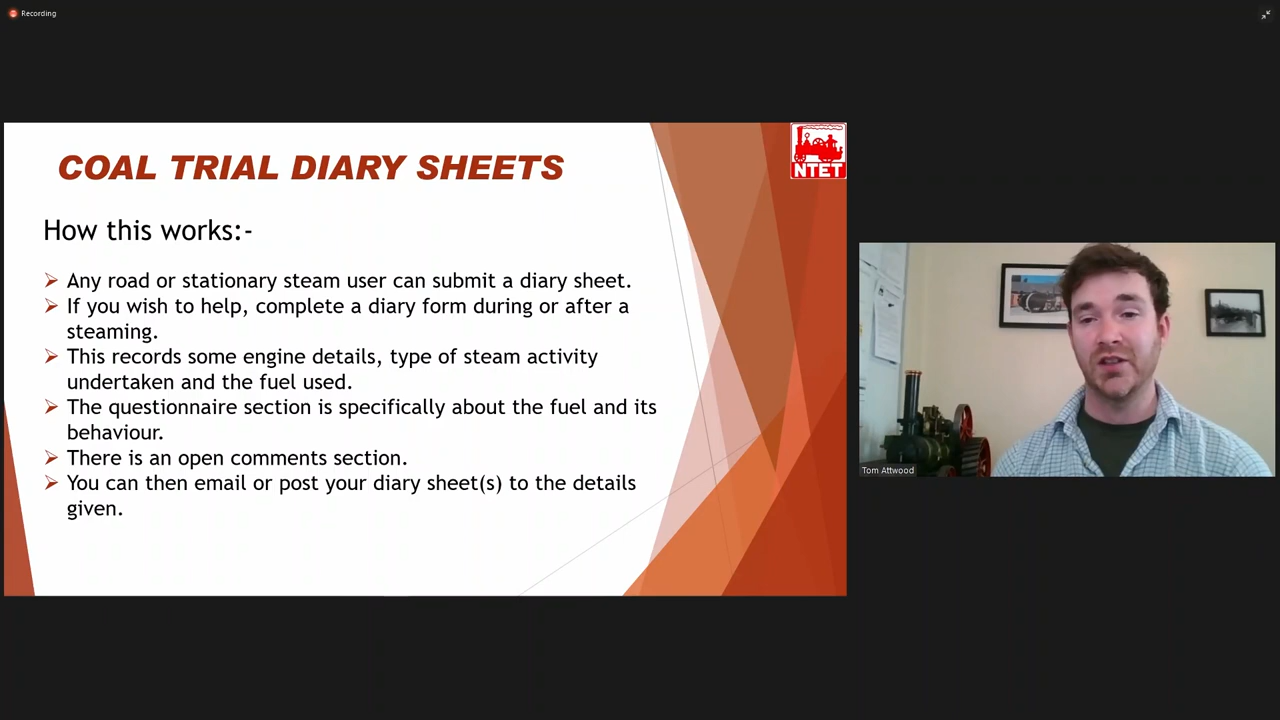 Recording
COAL TRIAL DIARY SHEETS
NTET
How this works:-
Any road or stationary steam user can submit a diary sheet.
If you wish to help, complete a diary form during or after a
steaming.
This records some engine details, type of steam activity
undertaken and the fuel used.
The questionnaire section is specifically about the fuel and its
behaviour.
There is an open comments section.
You can then email or post your diary sheet(s) to the details
given.
Tom Attwood